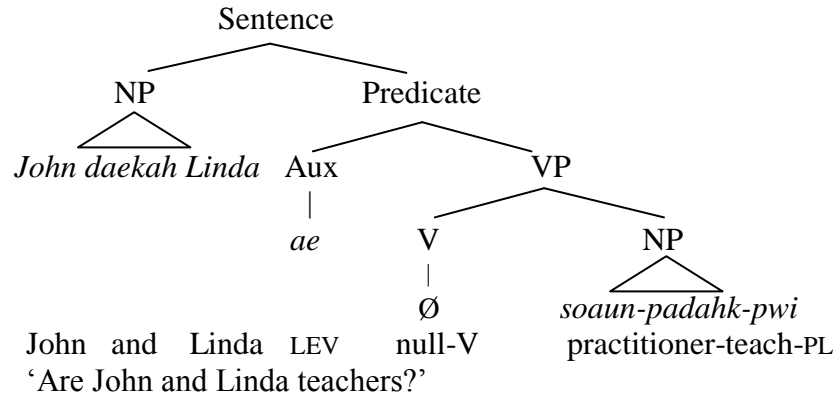 Sentence
NP Predicate
John daekah Linda Aux VP
ae V NP
Ø soaun-padahk-pwi
John and Linda LEV null-V practitioner-teach-PL
‘Are John and Linda teachers?’